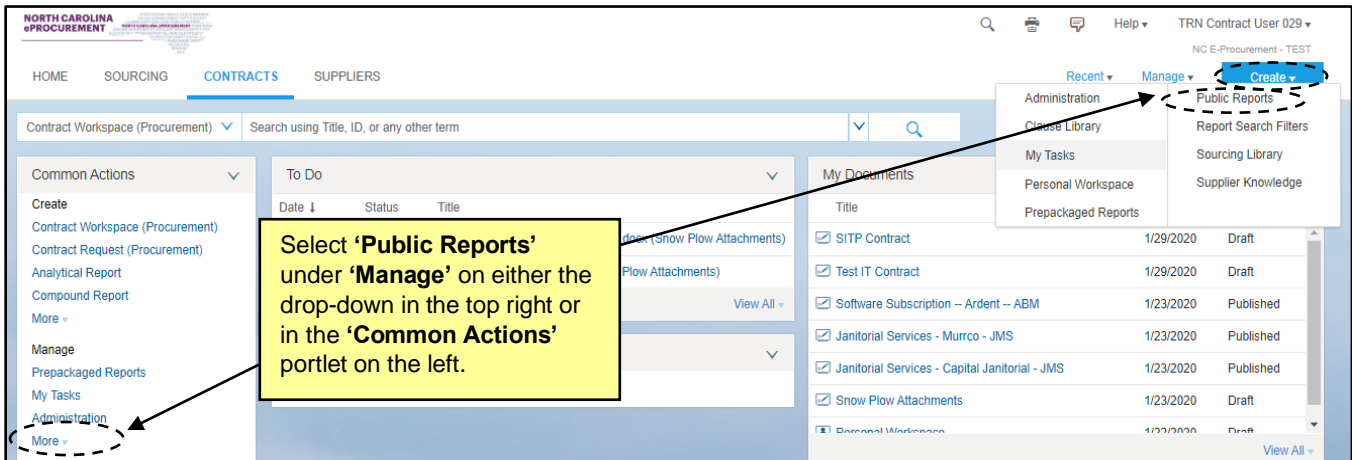 NORTH CAROLINA
ePROCUREMENT
Help ▾ TRN Contract User 029 ▾
NC E-Procurement - TEST
HOME SOURCING CONTRACTS SUPPLIERS
Recent ▾ Manage ▾ Create ▾
Administration
Clause Library
My Tasks
Personal Workspace
Prepackaged Reports
Public Reports
Report Search Filters
Sourcing Library
Supplier Knowledge
Contract Workspace (Procurement) Search using Title, ID, or any other term
Common Actions
Create
Contract Workspace (Procurement)
Contract Request (Procurement)
Analytical Report
Compound Report
More
Manage
Prepackaged Reports
My Tasks
Administration
More
To Do
Date ↓ Status Title
.docx (Snow Plow Attachments)
Plow Attachments)
View All
Select ‘Public Reports’
under ‘Manage’ on either the
drop-down in the top right or
in the ‘Common Actions’
portlet on the left.
My Documents
Title
SITP Contract 1/29/2020 Draft
Test IT Contract 1/29/2020 Draft
Software Subscription -- Ardent -- ABM 1/23/2020 Published
Janitorial Services - Murrco - JMS 1/23/2020 Published
Janitorial Services - Capital Janitorial - JMS 1/23/2020 Published
Snow Plow Attachments 1/23/2020 Draft
Personal Workspace 1/22/2020 Draft
View All